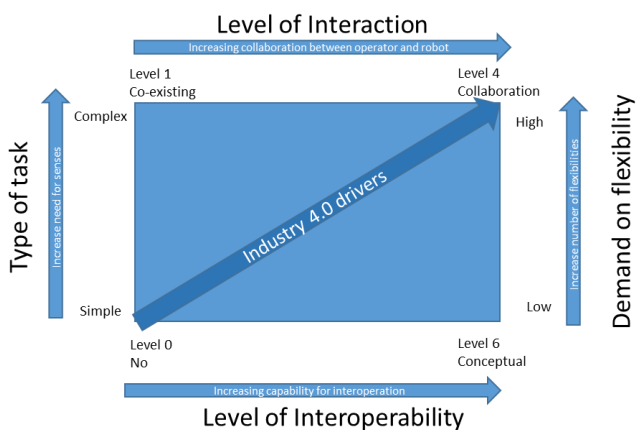 Level of Interaction
Increasing collaboration between operator and robot
Level 1
Co-existing
Level 4
Collaboration
Complex
High
Type of task
Increase need for senses
Industry 4.0 drivers
Increase number of flexibilities
Demand on flexibility
Simple
Low
Level 0
No
Level 6
Conceptual
Increasing capability for interoperation
Level of Interoperability